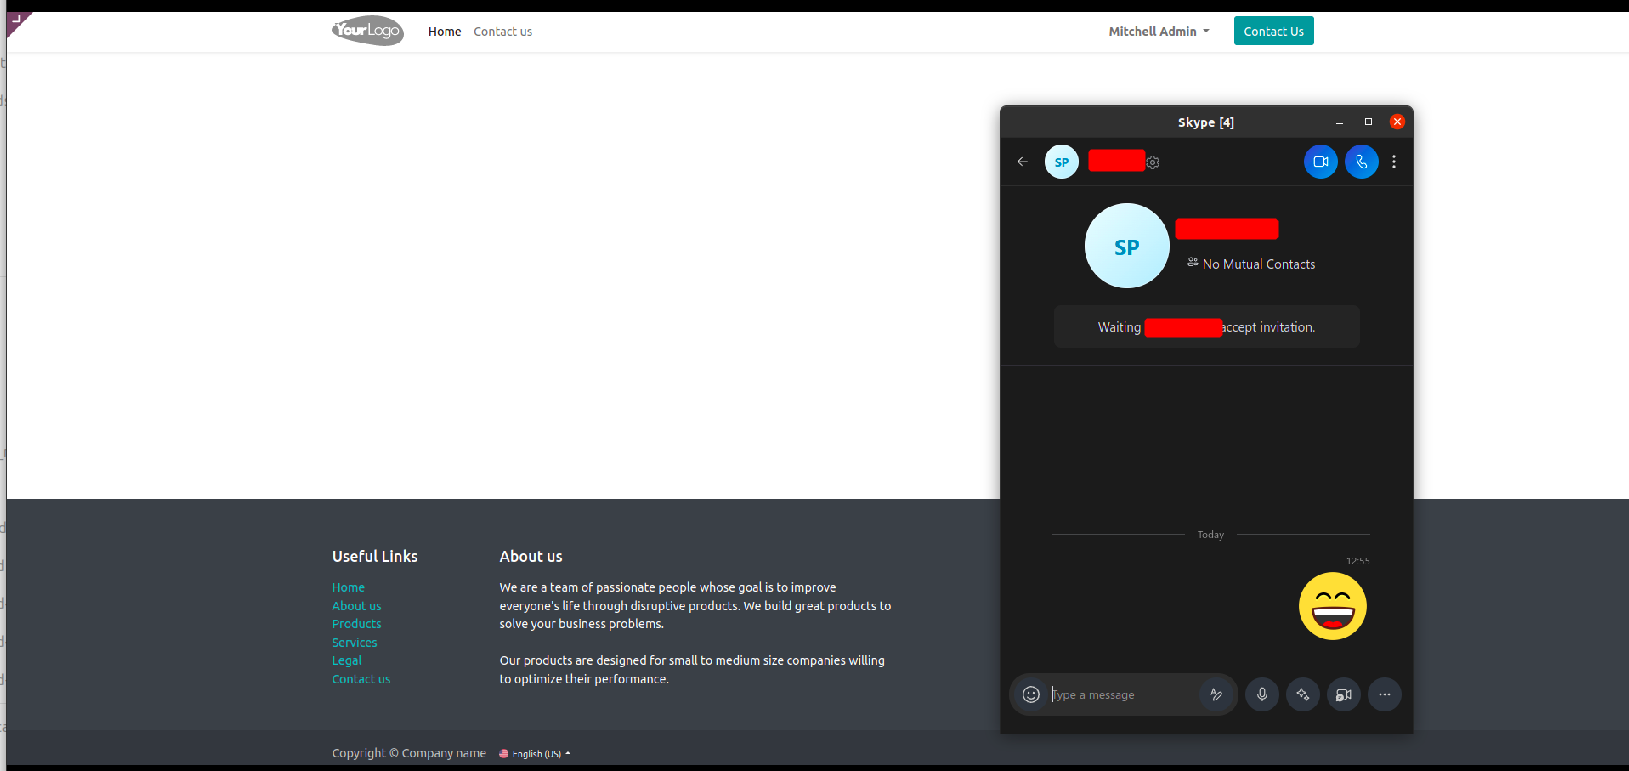 YourLogo
Home
Contact us
Mitchell Admin
Contact Us
Skype [4]
SP
SP
No Mutual Contacts
Waiting
accept invitation.
Today
12:55
Type a message
Useful Links
Home
About us
Products
Services
Legal
Contact us
About us
We are a team of passionate people whose goal is to improve
everyone's life through disruptive products. We build great products to
solve your business problems.
Our products are designed for small to medium size companies willing
to optimize their performance.
Copyright © Company name
English (US)